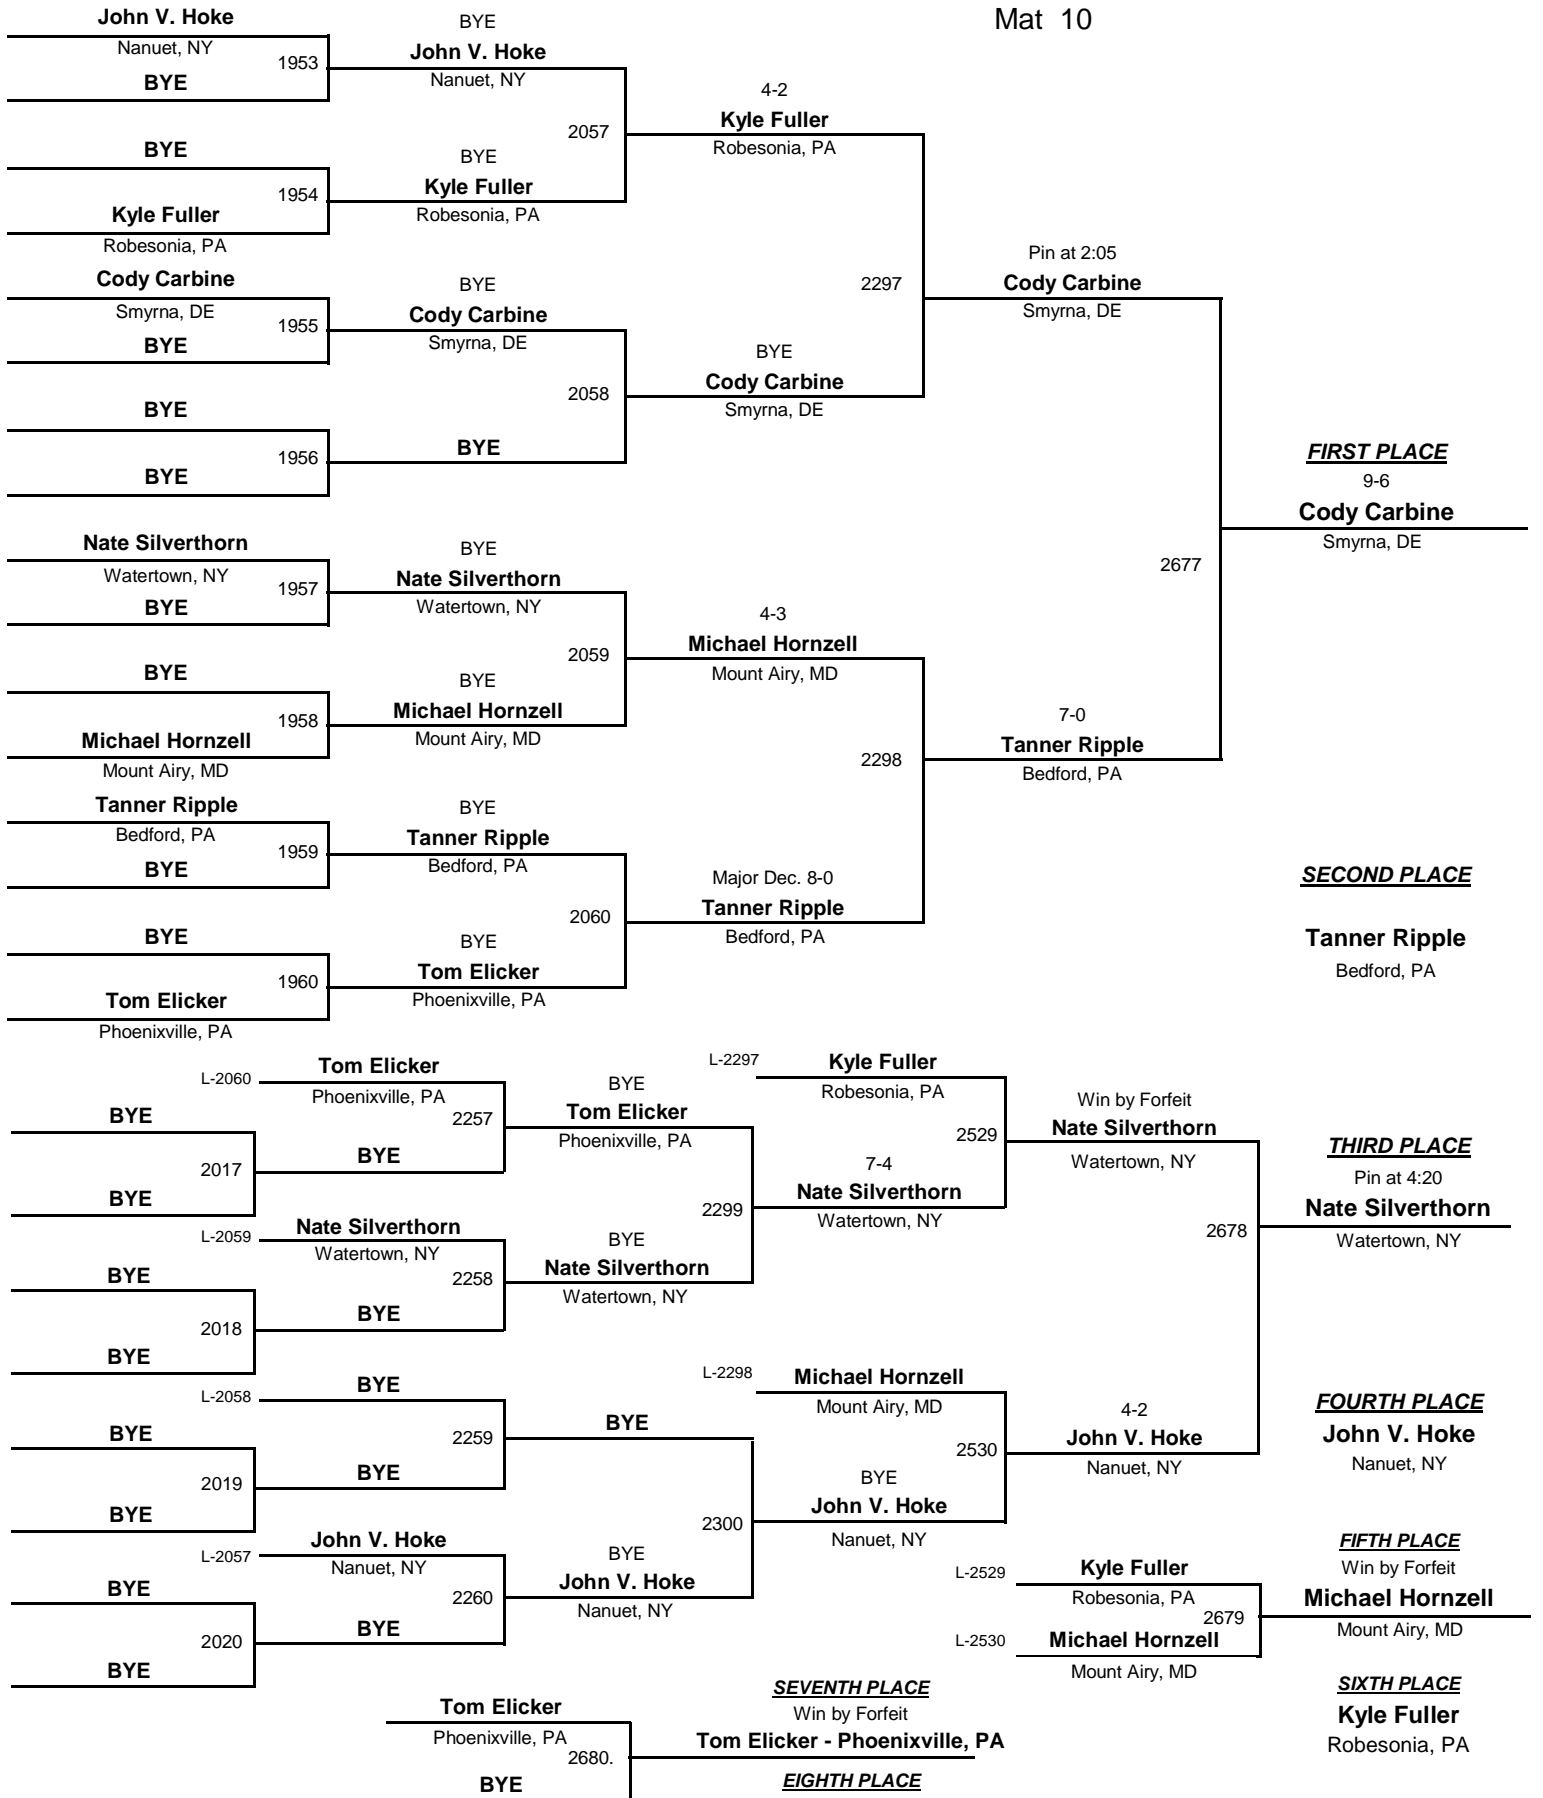 Mat 10
John V. Hoke
Nanuet, NY
1953
BYE
BYE
John V. Hoke
Nanuet, NY
BYE
1954
Kyle Fuller
Robesonia, PA
2057
BYE
Kyle Fuller
Robesonia, PA
4-2
Kyle Fuller
Robesonia, PA
Cody Carbine
Smyrna, DE
1955
BYE
BYE
Cody Carbine
Smyrna, DE
BYE
1956
BYE
2058
BYE
BYE
Cody Carbine
Smyrna, DE
2297
Pin at 2:05
Cody Carbine
Smyrna, DE
Nate Silverthorn
Watertown, NY
1957
BYE
BYE
Nate Silverthorn
Watertown, NY
BYE
1958
Michael Hornzell
Mount Airy, MD
2059
BYE
Michael Hornzell
Mount Airy, MD
4-3
Michael Hornzell
Mount Airy, MD
Tanner Ripple
Bedford, PA
1959
BYE
BYE
Tanner Ripple
Bedford, PA
BYE
1960
Tom Elicker
Phoenixville, PA
2060
BYE
Tom Elicker
Phoenixville, PA
Major Dec. 8-0
Tanner Ripple
Bedford, PA
2298
7-0
Tanner Ripple
Bedford, PA
2677
FIRST PLACE
9-6
Cody Carbine
Smyrna, DE
SECOND PLACE
Tanner Ripple
Bedford, PA
L-2060
Tom Elicker
Phoenixville, PA
2257
BYE
2017
BYE
BYE
BYE
Tom Elicker
Phoenixville, PA
L-2059
Nate Silverthorn
Watertown, NY
2258
BYE
2018
BYE
BYE
2299
BYE
Nate Silverthorn
Watertown, NY
L-2297
Kyle Fuller
Robesonia, PA
2529
7-4
Nate Silverthorn
Watertown, NY
Win by Forfeit
Nate Silverthorn
Watertown, NY
L-2058
BYE
2259
BYE
2019
BYE
BYE
BYE
L-2057
John V. Hoke
Nanuet, NY
2260
BYE
2020
BYE
BYE
2300
BYE
John V. Hoke
Nanuet, NY
L-2298
Michael Hornzell
Mount Airy, MD
2530
BYE
John V. Hoke
Nanuet, NY
4-2
John V. Hoke
Nanuet, NY
2678
THIRD PLACE
Pin at 4:20
Nate Silverthorn
Watertown, NY
FOURTH PLACE
John V. Hoke
Nanuet, NY
L-2529
Kyle Fuller
Robesonia, PA
2679
L-2530
Michael Hornzell
Mount Airy, MD
FIFTH PLACE
Win by Forfeit
Michael Hornzell
Mount Airy, MD
SIXTH PLACE
Kyle Fuller
Robesonia, PA
Tom Elicker
Phoenixville, PA
2680.
BYE
SEVENTH PLACE
Win by Forfeit
Tom Elicker - Phoenixville, PA
EIGHTH PLACE